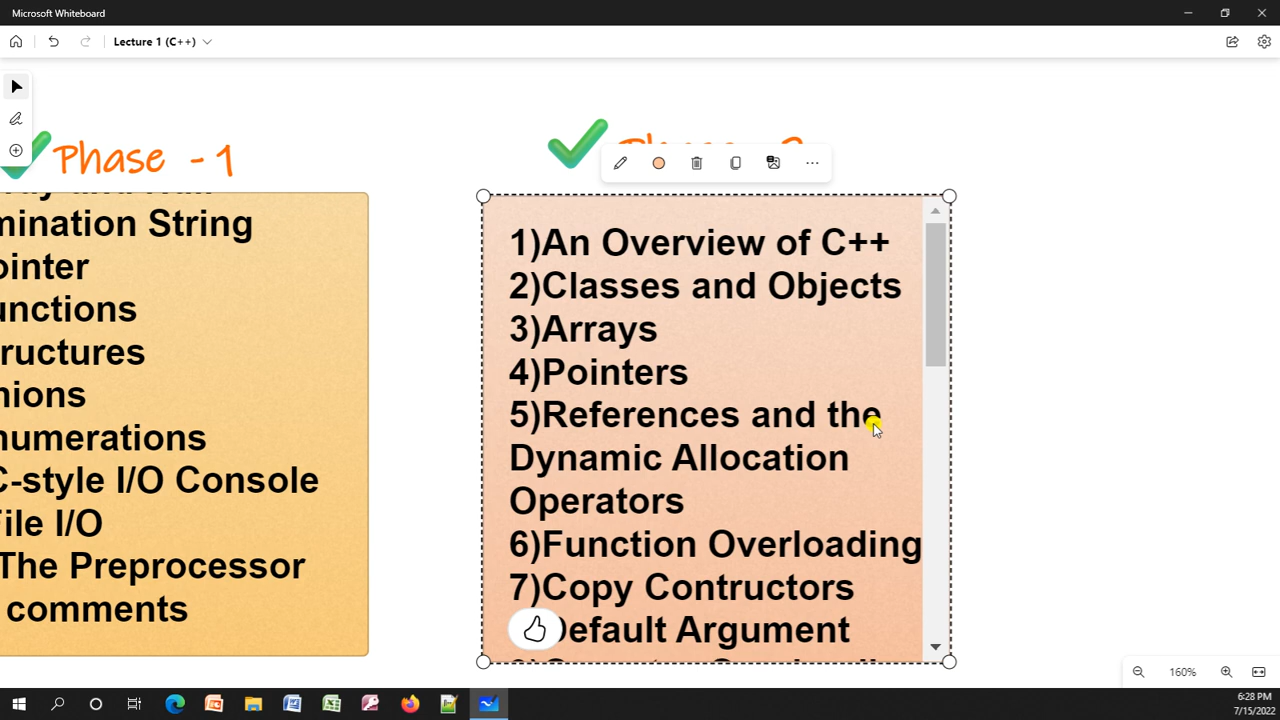 Microsoft Whiteboard
Lecture 1 (C++)
Phase - 1
mination String
ointer
unctions
ructures
nions
numerations
C-style I/O Console
File I/O
The Preprocessor
comments
1)An Overview of C++
2)Classes and Objects
3)Arrays
4)Pointers
5)References and the
Dynamic Allocation
Operators
6)Function Overloading
7)Copy Contructors
Default Argument
160%
6:28 PM
7/15/2022